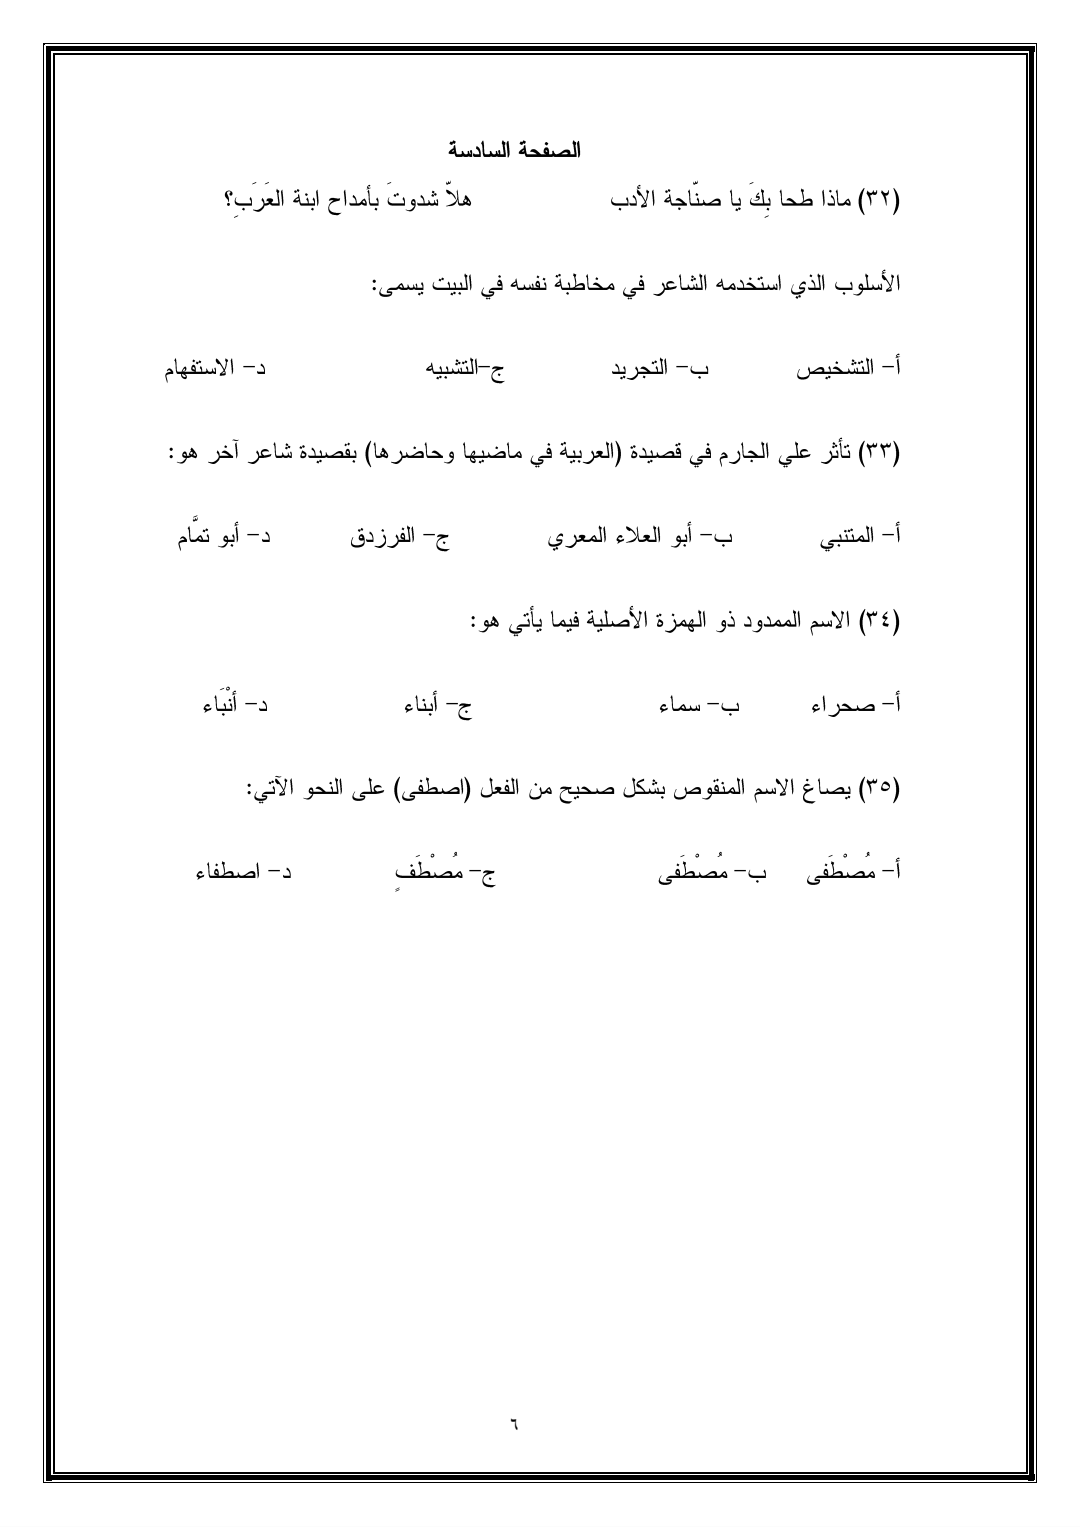 الصفحة السادسة
(٣٢) ماذا طحا بِكَ يا صنّاجة الأدب هلاّ شدوتَ بأمداح ابنة العَرَبِ؟
الأسلوب الذي استخدمه الشاعر في مخاطبة نفسه في البيت يسمى:
أ- التشخيص ب- التجريد ج-التشبيه د- الاستفهام
(٣٣) تأثر علي الجارم في قصيدة (العربية في ماضيها وحاضرها) بقصيدة شاعر آخر هو:
أ- المتنبي ب- أبو العلاء المعري ج- الفرزدق د- أبو تمَّام
(٣٤) الاسم الممدود ذو الهمزة الأصلية فيما يأتي هو:
أ- صحراء ب- سماء ج- أبناء د- أنْبَاء
(٣٥) يصاغ الاسم المنقوص بشكل صحيح من الفعل (اصطفى) على النحو الآتي:
أ- مُصْطَفى ب- مُصْطَفى ج- مُصْطَفٍ د- اصطفاء
٦